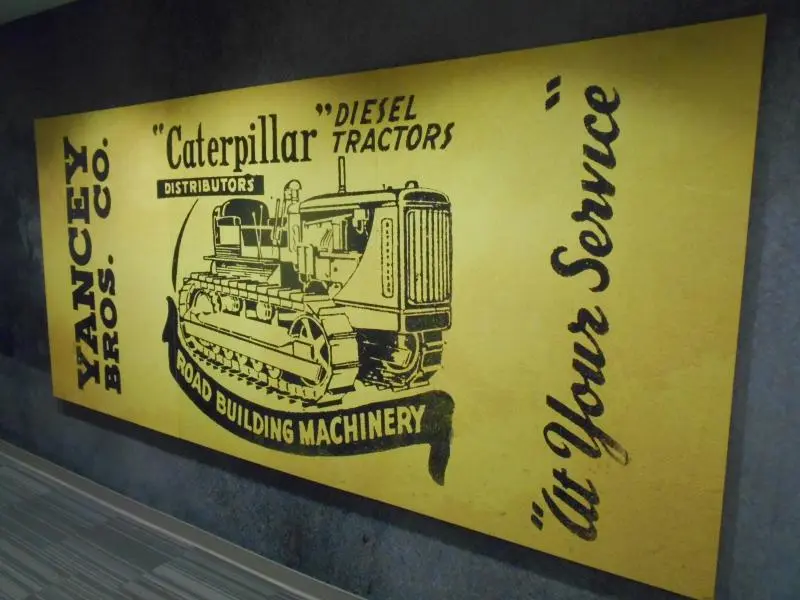 YANCEY
BROS. CO.
"Caterpillar" DIESEL
TRACTORS
DISTRIBUTORS
ROAD BUILDING MACHINERY
"At Your Service"